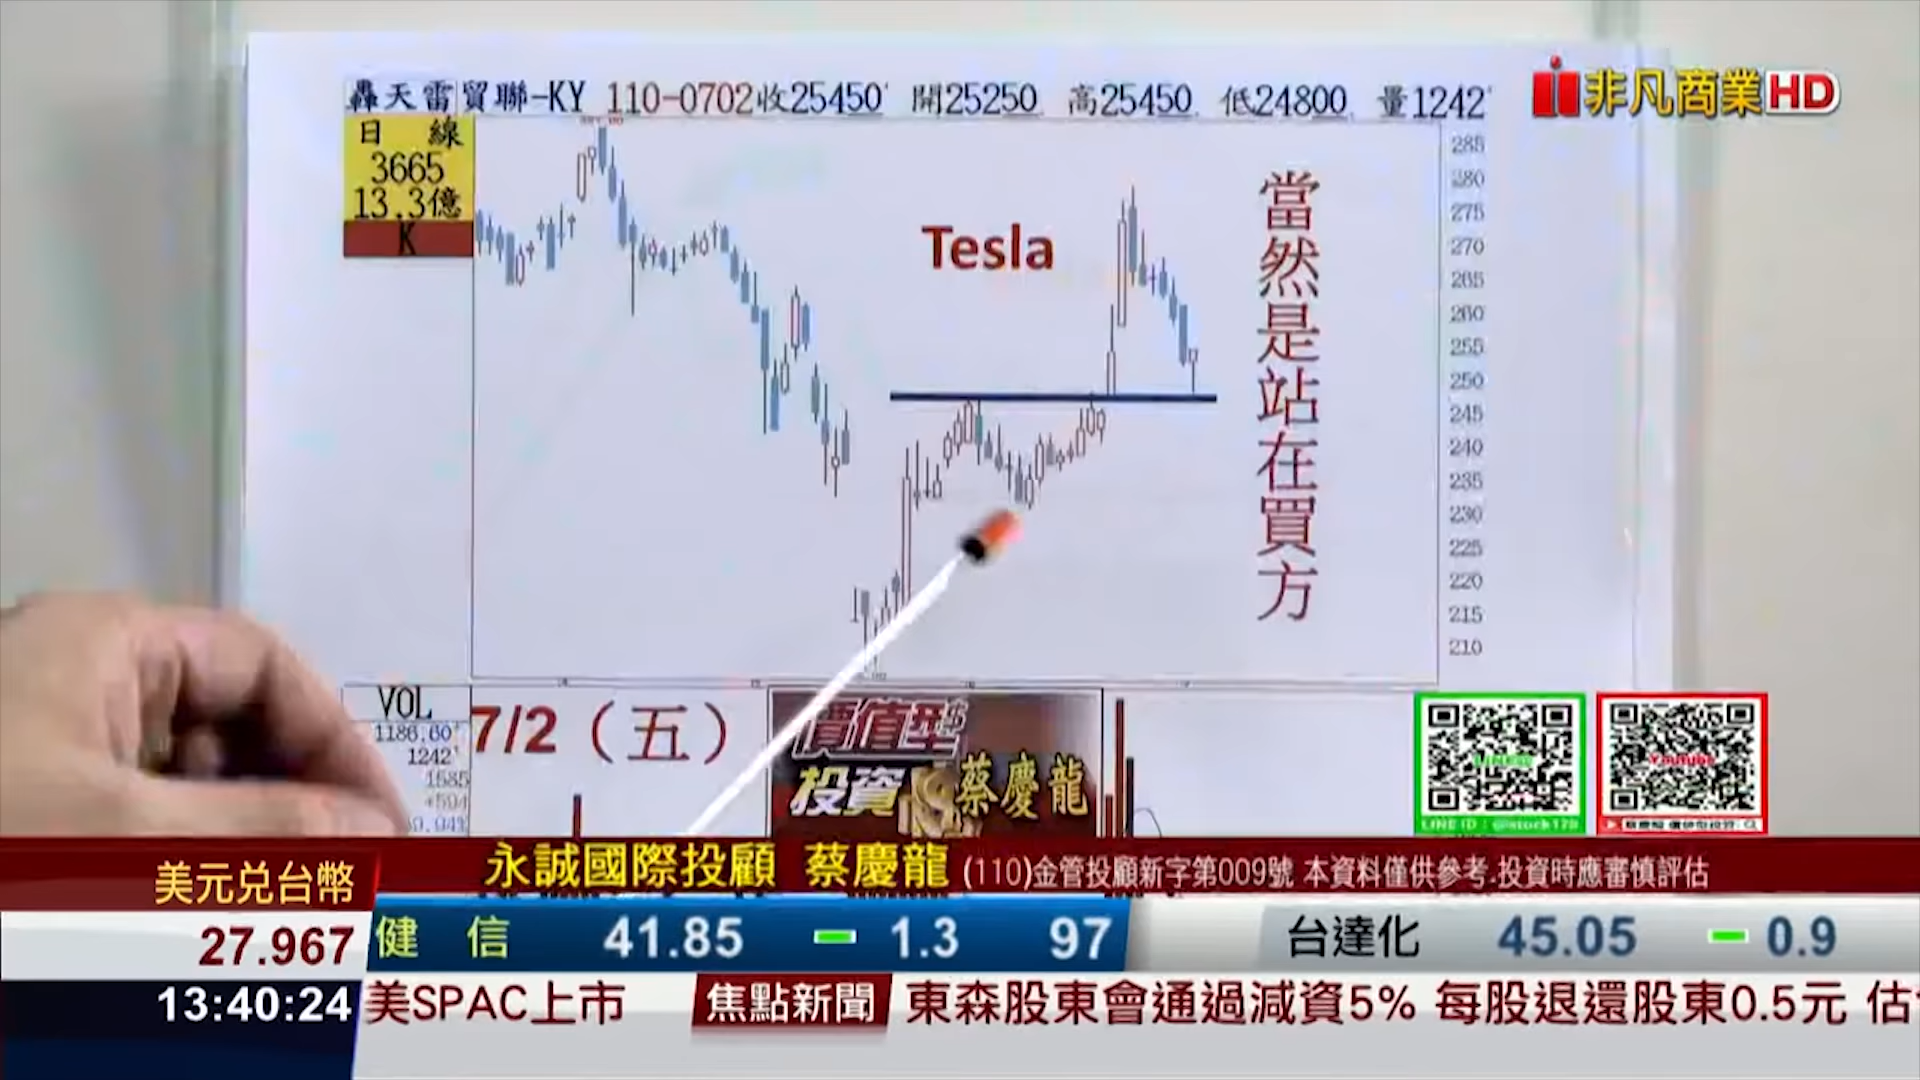 轟天雷 貿聯-KY 110-0702收25450 開25250 高25450 低24800 量1242
非凡商業HD
日 線
3665
13.3億
K
Tesla
當然是站在買方
285
280
275
270
265
260
255
250
245
240
235
230
225
220
215
210
VOL
1186.60
1242
7/2（五）
價值型
投資 蔡慶龍
LINE ID : @stock178
Youtube
永誠國際投顧 蔡慶龍 (110)金管投顧新字第009號 本資料僅供參考.投資時應審慎評估
美元兑台幣
27.967
健 信 41.85 1.3 97 台達化 45.05 0.9
13:40:24
美SPAC上市 焦點新聞 東森股東會通過減資5% 每股退還股東0.5元 估